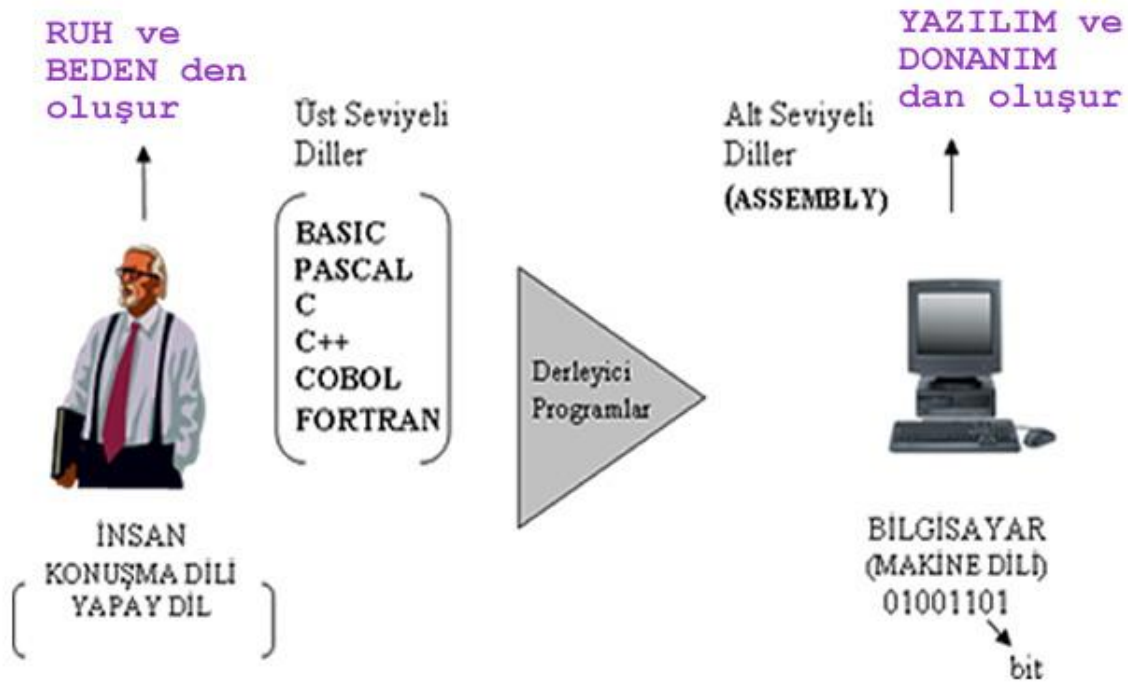 RUH ve
BEDEN den
oluşur
Üst Seviyeli
Diller
BASIC
PASCAL
C
C++
COBOL
FORTRAN
İNSAN
KONUŞMA DİLİ
YAPAY DİL
Derleyici
Programlar
Alt Seviyeli
Diller
(ASSEMBLY)
YAZILIM ve
DONANIM
dan oluşur
BİLGİSAYAR
(MAKİNE DİLİ)
01001101
bit